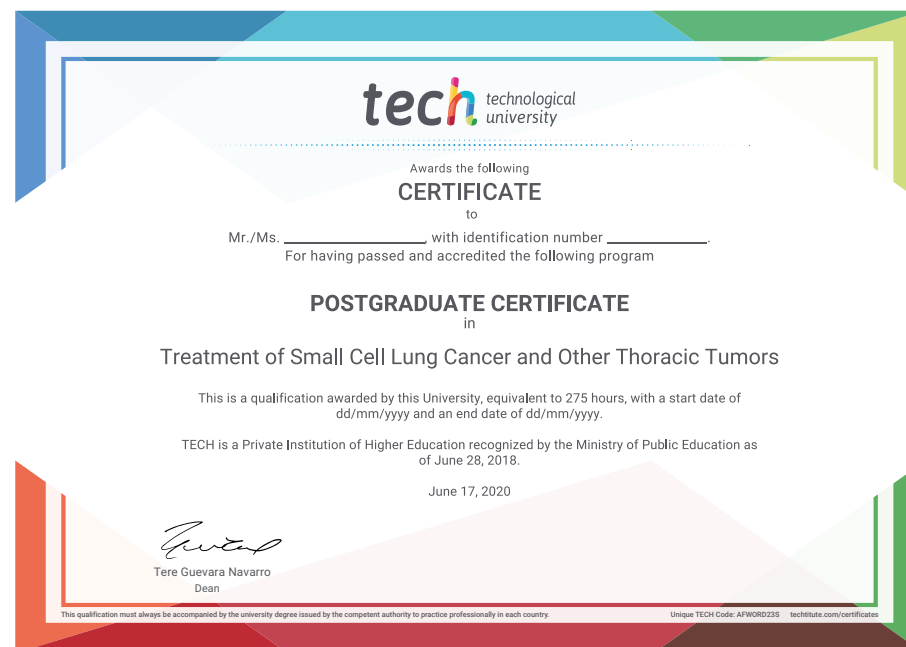 tech technological
university
Awards the following
CERTIFICATE
to
Mr./Ms. ____________________, with identification number ______________.
For having passed and accredited the following program
POSTGRADUATE CERTIFICATE
in
Treatment of Small Cell Lung Cancer and Other Thoracic Tumors
This is a qualification awarded by this University, equivalent to 275 hours, with a start date of
dd/mm/yyyy and an end date of dd/mm/yyyy.
TECH is a Private Institution of Higher Education recognized by the Ministry of Public Education as
of June 28, 2018.
June 17, 2020
Tere Guevara Navarro
Dean
This qualification must always be accompanied by the university degree issued by the competent authority to practice professionally in each country. Unique TECH Code: AFWORD23S techtitute.com/certificates